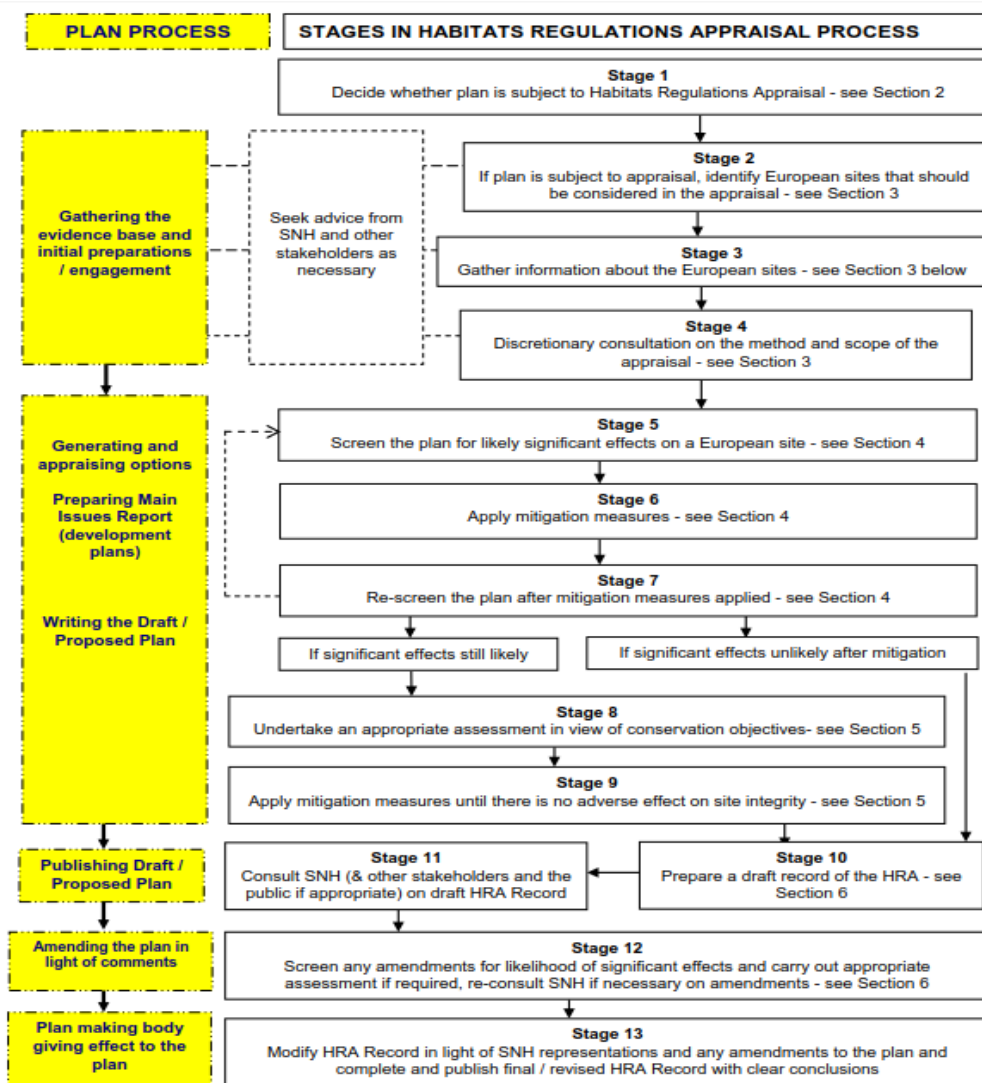 PLAN PROCESS
STAGES IN HABITATS REGULATIONS APPRAISAL PROCESS
Stage 1
Decide whether plan is subject to Habitats Regulations Appraisal - see Section 2
Gathering the
evidence base and
initial preparations
/ engagement
Seek advice from
SNH and other
stakeholders as
necessary
Stage 2
If plan is subject to appraisal, identify European sites that should
be considered in the appraisal - see Section 3
Stage 3
Gather information about the European sites - see Section 3 below
Stage 4
Discretionary consultation on the method and scope of the
appraisal - see Section 3
Generating and
appraising options
Preparing Main
Issues Report
(development
plans)
Writing the Draft /
Proposed Plan
Stage 5
Screen the plan for likely significant effects on a European site - see Section 4
Stage 6
Apply mitigation measures - see Section 4
Stage 7
Re-screen the plan after mitigation measures applied - see Section 4
If significant effects still likely
If significant effects unlikely after mitigation
Stage 8
Undertake an appropriate assessment in view of conservation objectives- see Section 5
Stage 9
Apply mitigation measures until there is no adverse effect on site integrity - see Section 5
Publishing Draft /
Proposed Plan
Stage 11
Consult SNH (& other stakeholders and the
public if appropriate) on draft HRA Record
Stage 10
Prepare a draft record of the HRA - see
Section 6
Amending the plan in
light of comments
Stage 12
Screen any amendments for likelihood of significant effects and carry out appropriate
assessment if required, re-consult SNH if necessary on amendments - see Section 6
Plan making body
giving effect to the
plan
Stage 13
Modify HRA Record in light of SNH representations and any amendments to the plan and
complete and publish final / revised HRA Record with clear conclusions